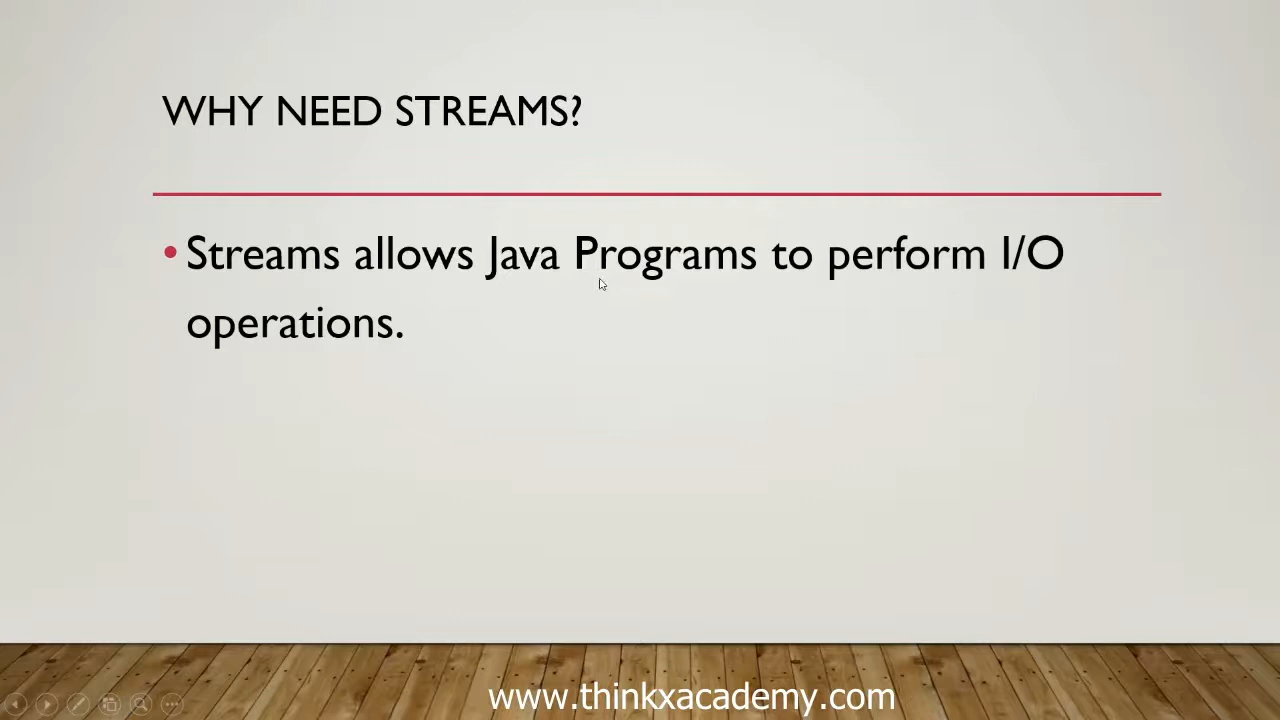 WHY NEED STREAMS?
• Streams allows Java Programs to perform I/O
operations.
www.thinkxacademy.com